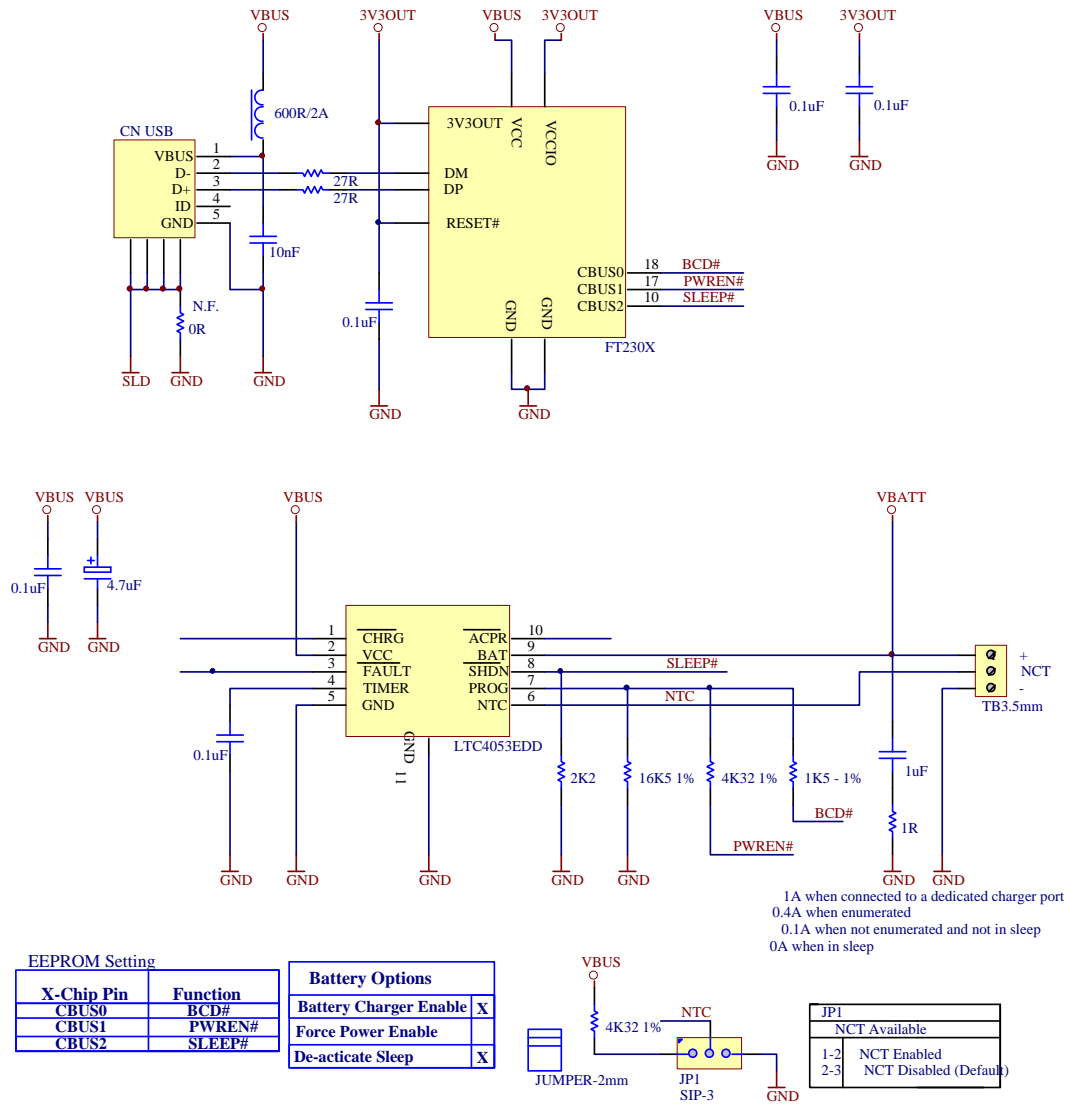 VBUS 3V3OUT VBUS 3V3OUT VBUS 3V3OUT
600R/2A
0.1uF 0.1uF
GND GND
CN USB
VBUS 1
D- 2
D+ 3
ID 4
GND 5
27R
27R
10nF
N.F.
0R
SLD GND GND
0.1uF
GND
3V3OUT
VCC
VCCIO
DM
DP
RESET#
CBUS0 18 BCD#
CBUS1 17 PWREN#
CBUS2 10 SLEEP#
GND
GND
FT230X
GND
VBUS VBUS VBUS VBATT
0.1uF
+
4.7uF
GND GND
1 CHRG
2 VCC
3 FAULT
4 TIMER
5 GND
ACPR 10
BAT 9
SHDN 8 SLEEP#
PROG 7
NTC 6 NTC
GND 11
LTC4053EDD
0.1uF
+
NCT
-
TB3.5mm
2K2
16K5 1%
4K32 1%
1K5 - 1%
1uF
1R
BCD#
PWREN#
GND GND GND GND GND GND GND
1A when connected to a dedicated charger port
0.4A when enumerated
0.1A when not enumerated and not in sleep
0A when in sleep
EEPROM Setting
X-Chip Pin Function
CBUS0 BCD#
CBUS1 PWREN#
CBUS2 SLEEP#
Battery Options
Battery Charger Enable X
Force Power Enable
De-acticate Sleep X
JUMPER-2mm
VBUS
4K32 1%
NTC
JP1
SIP-3
GND
JP1
NCT Available
1-2 NCT Enabled
2-3 NCT Disabled (Default)